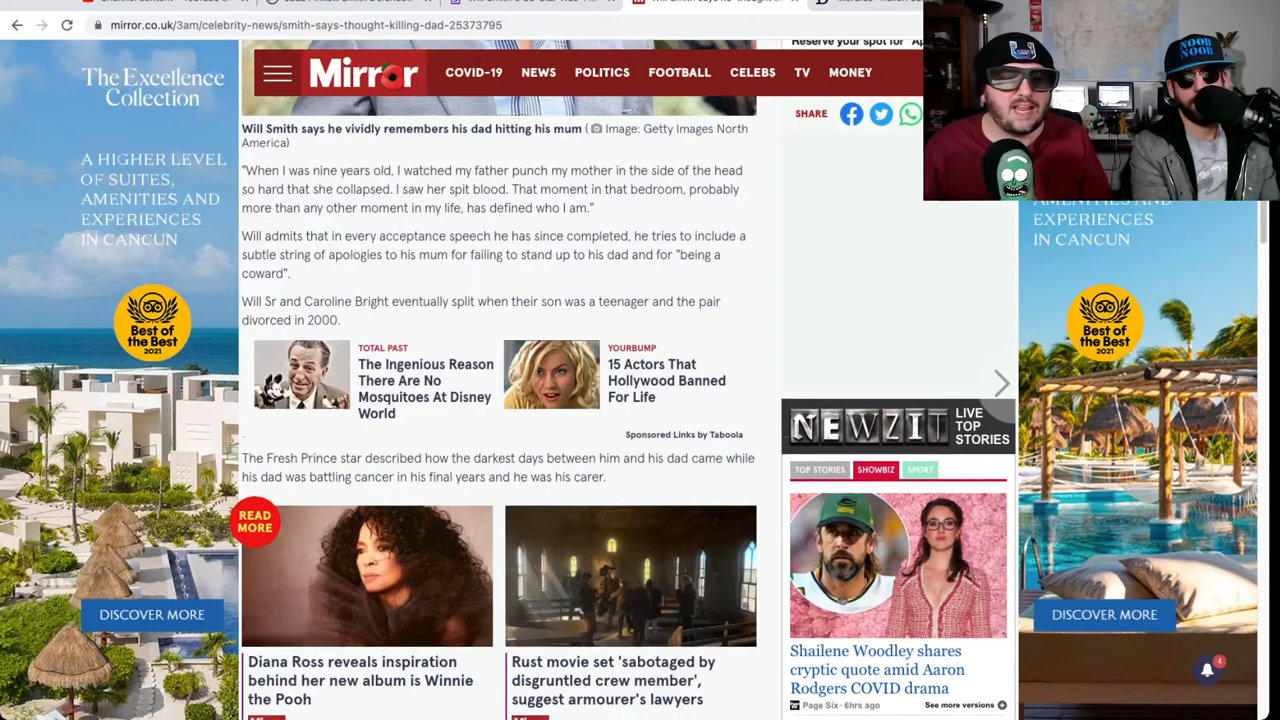 mirror.co.uk/3am/celebrity-news/smith-says-thought-killing-dad-25373795
The Excellence
Collection
A HIGHER LEVEL
OF SUITES,
AMENITIES AND
EXPERIENCES
IN CANCUN
Best of
the Best
2021
DISCOVER MORE
Mirror
COVID-19 NEWS POLITICS FOOTBALL CELEBS TV MONEY
Will Smith says he vividly remembers his dad hitting his mum (Image: Getty Images North
America)
"When I was nine years old, I watched my father punch my mother in the side of the head
so hard that she collapsed. I saw her spit blood. That moment in that bedroom, probably
more than any other moment in my life, has defined who I am."
Will admits that in every acceptance speech he has since completed, he tries to include a
subtle string of apologies to his mum for failing to stand up to his dad and for "being a
coward".
Will Sr and Caroline Bright eventually split when their son was a teenager and the pair
divorced in 2000.
TOTAL PAST
The Ingenious Reason
There Are No
Mosquitoes At Disney
World
YOURBUMP
15 Actors That
Hollywood Banned
For Life
Sponsored Links by Taboola
The Fresh Prince star described how the darkest days between him and his dad came while
his dad was battling cancer in his final years and he was his carer.
READ
MORE
Diana Ross reveals inspiration
behind her new album is Winnie
the Pooh
Rust movie set 'sabotaged by
disgruntled crew member',
suggest armourer's lawyers
SHARE
NEWZIT
LIVE
TOP
STORIES
TOP STORIES SHOWBIZ SPORT
Shailene Woodley shares
cryptic quote amid Aaron
Rodgers COVID drama
Page Six · 6hrs ago See more versions
NOOB
NOOB
AMENITIES AND
EXPERIENCES
IN CANCUN
Best of
the Best
2021
DISCOVER MORE
4